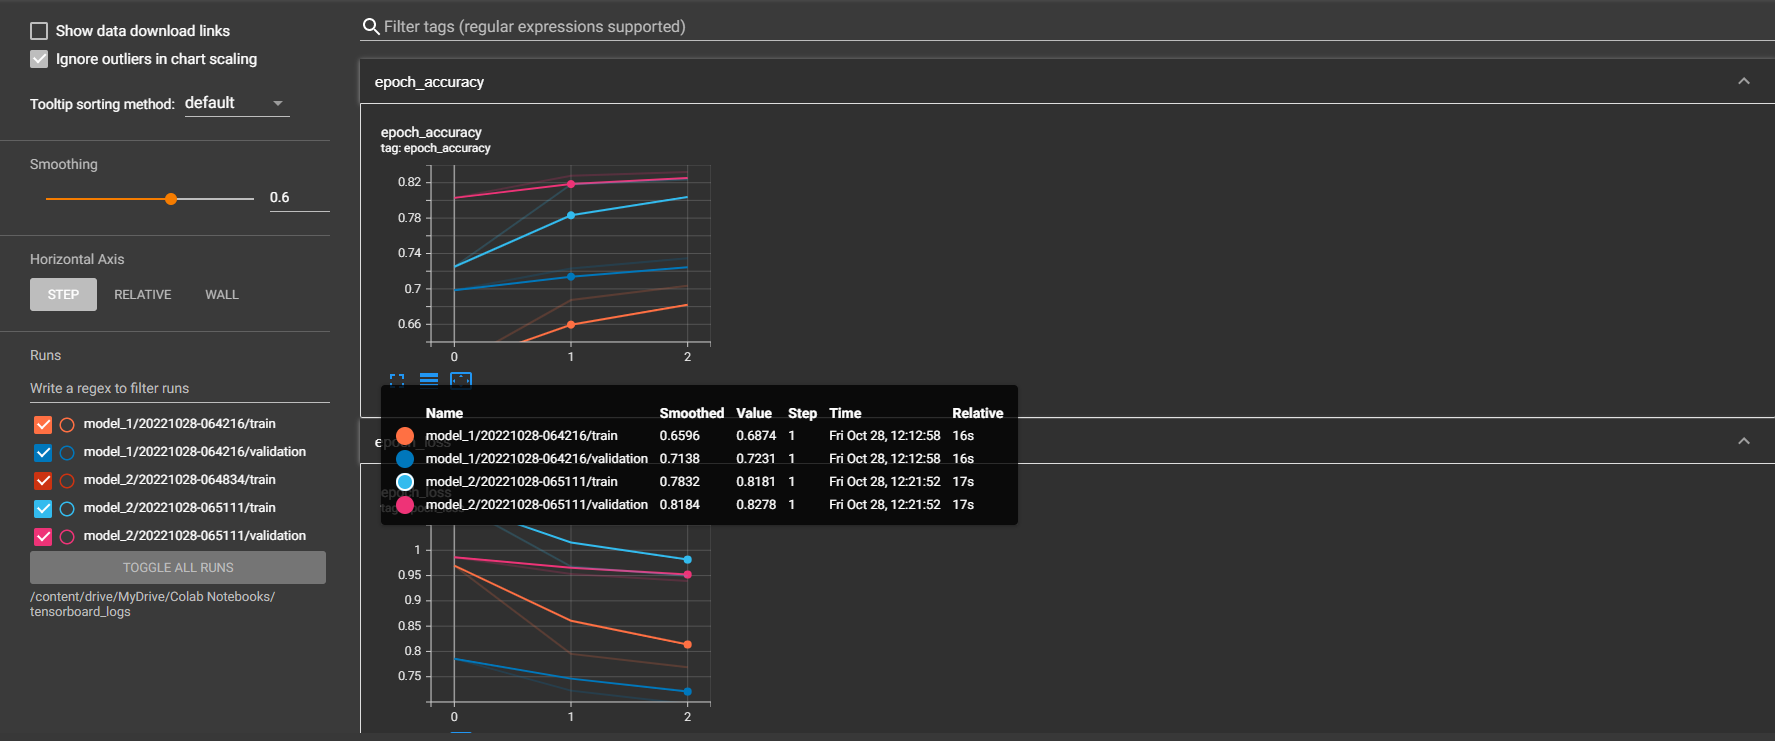 Show data download links
Ignore outliers in chart scaling
Tooltip sorting method: default
Smoothing
0.6
Horizontal Axis
STEP RELATIVE WALL
Runs
Write a regex to filter runs
model_1/20221028-064216/train
model_1/20221028-064216/validation
model_2/20221028-064834/train
model_2/20221028-065111/train
model_2/20221028-065111/validation
TOGGLE ALL RUNS
/content/drive/MyDrive/Colab Notebooks/
tensorboard_logs
Filter tags (regular expressions supported)
epoch_accuracy
epoch_accuracy
tag: epoch_accuracy
0.82
0.78
0.74
0.7
0.66
0 1 2
Name Smoothed Value Step Time Relative
model_1/20221028-064216/train 0.6596 0.6874 1 Fri Oct 28, 12:12:58 16s
model_1/20221028-064216/validation 0.7138 0.7231 1 Fri Oct 28, 12:12:58 16s
model_2/20221028-065111/train 0.7832 0.8181 1 Fri Oct 28, 12:21:52 17s
model_2/20221028-065111/validation 0.8184 0.8278 1 Fri Oct 28, 12:21:52 17s
epoch_loss
epoch_loss
1
0.95
0.9
0.85
0.8
0.75
0 1 2